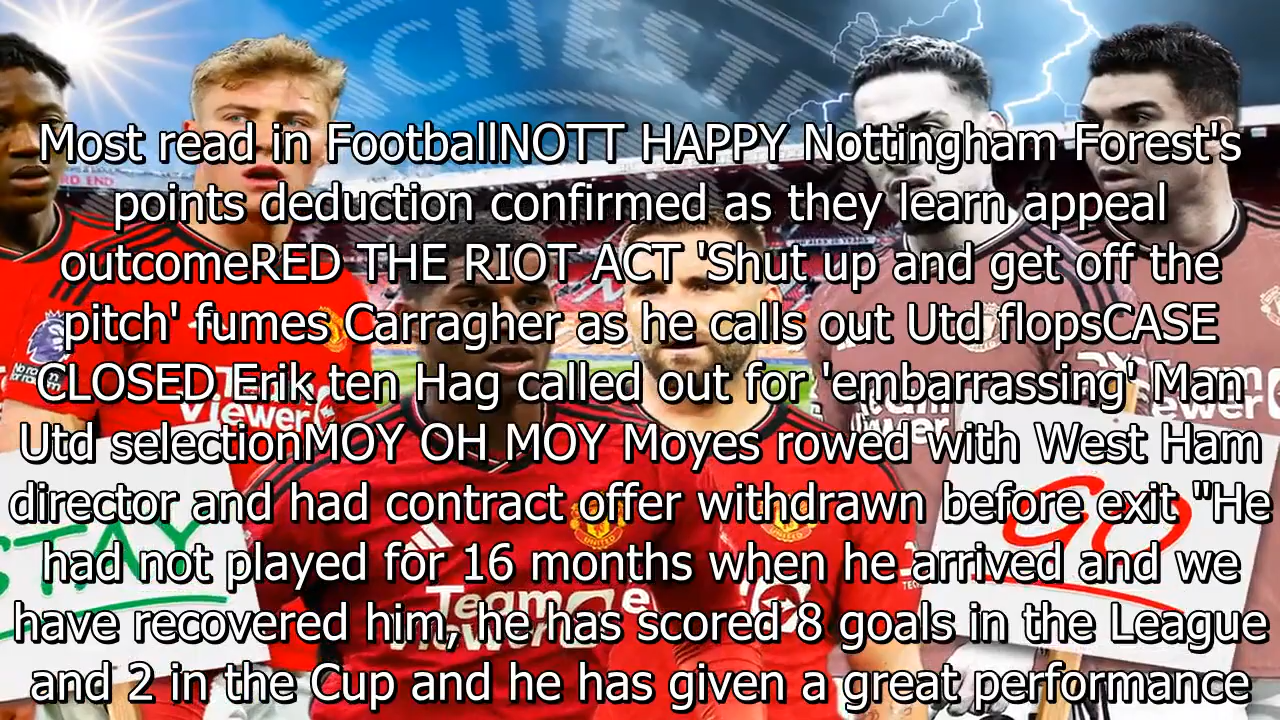 Most read in FootballNOTT HAPPY Nottingham Forest's
points deduction confirmed as they learn appeal
outcomeRED THE RIOT ACT 'Shut up and get off the
pitch' fumes Carragher as he calls out Utd flopsCASE
CLOSED Erik ten Hag called out for 'embarrassing' Man
Utd selectionMOY OH MOY Moyes rowed with West Ham
director and had contract offer withdrawn before exit "He
had not played for 16 months when he arrived and we
have recovered him, he has scored 8 goals in the League
and 2 in the Cup and he has given a great performance
STAY
GO
TeamViewer